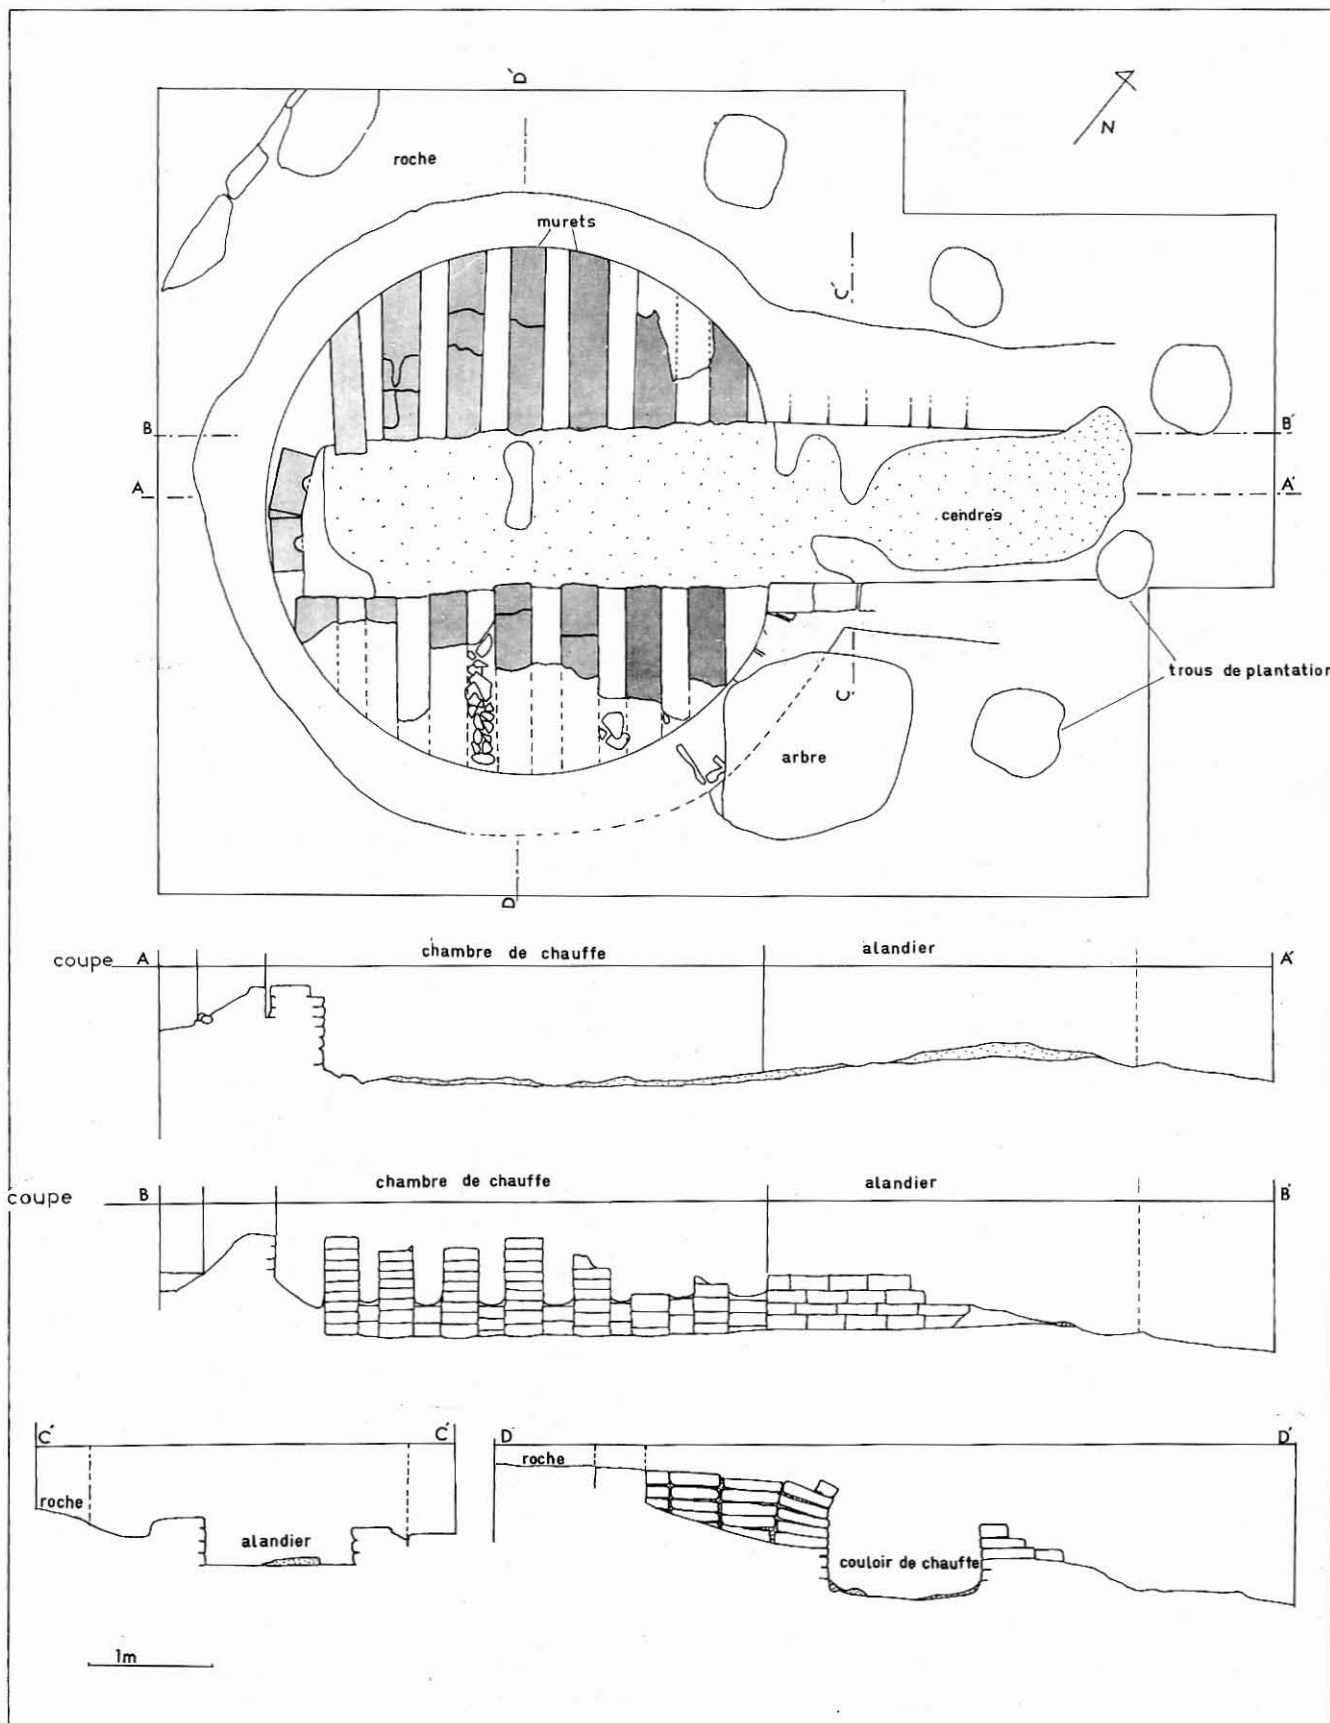 D'
N
roche
murets
C'
B
B'
A
A'
cendres
trous de plantation
C
arbre
D
coupe A
chambre de chauffe
alandier
A'
coupe B
chambre de chauffe
alandier
B'
C'
C'
roche
alandier
D
D'
roche
couloir de chauffe
1m